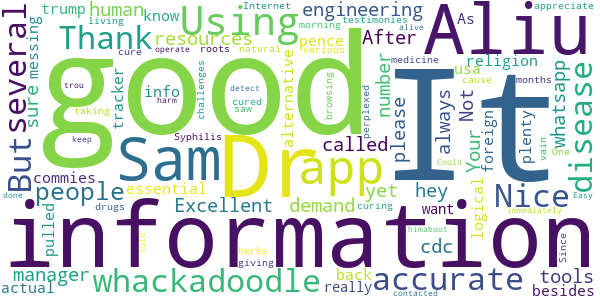 trump human Using engineering Internet morning testimonies appreciate
living Thank know As verious alive
several sure messing resources After pence religion
cure roots operate natural challenges medicine
good info tracker cured saw alternative number usa cause months
Aliu It Dr app
Not always please Your foreign logical plenty whatsapp disease
harm detect browsing perplexed trou
taking keep Syphilis called
But Sam yet hey Nice One Could vain
commies people essential demand cdc want Easy
done drugs Excellent curing immediately
information
pulled herbs giving told Since himabout
manager whackadoodle back accurate tools
actual really contacted besides